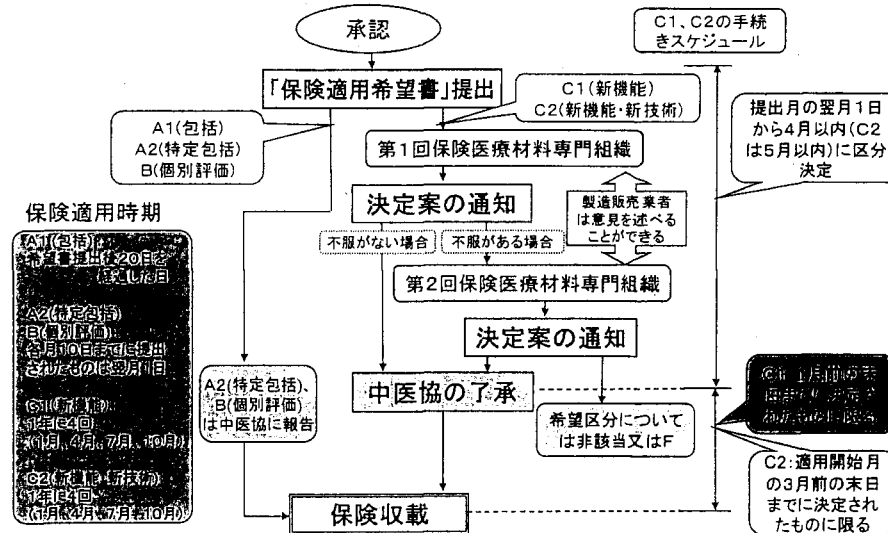 承認
C1、C2の手続
きスケジュール
「保険適用希望書」提出
C1(新機能)
C2(新機能・新技術)
A1(包括)
A2(特定包括)
B(個別評価)
第1回保険医療材料専門組織
提出月の翌月1日
から4月以内(C2
は5月以内)に区分
決定
保険適用時期
決定案の通知
製造販売業者
は意見を述べる
ことができる
不服がない場合
不服がある場合
A1(包括)
希望書提出後20日を
経過した日
第2回保険医療材料専門組織
A2(特定包括)
B(個別評価)
各月10日までに提出
されたものは翌月1日
決定案の通知
A2(特定包括)、
B(個別評価)
は中医協に報告
中医協の了承
希望区分について
は非該当又はF
C1(新機能)
1年に4回
(1月、4月、7月、10月)
C2(新機能・新技術)
1年に4回
(1月、4月、7月、10月)
C2:適用開始月
の3月前の末日
までに決定され
たものに限る
保険収載